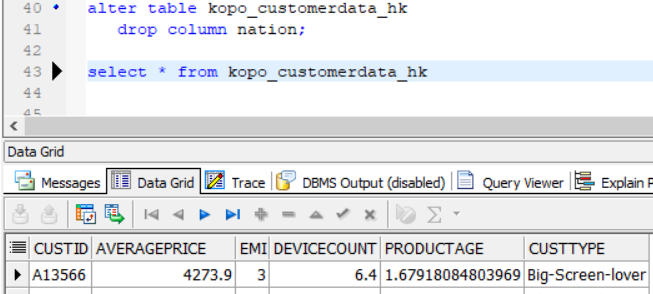 40 alter table kopo_customerdata_hk
41 drop column nation;
42
43 select * from kopo_customerdata_hk
44
45
Data Grid
Messages Data Grid Trace DBMS Output (disabled) Query Viewer Explain P
CUSTID AVERAGEPRICE EMI DEVICECOUNT PRODUCTAGE CUSTTYPE
A13566 4273.9 3 6.4 1.67918084803969 Big-Screen-lover